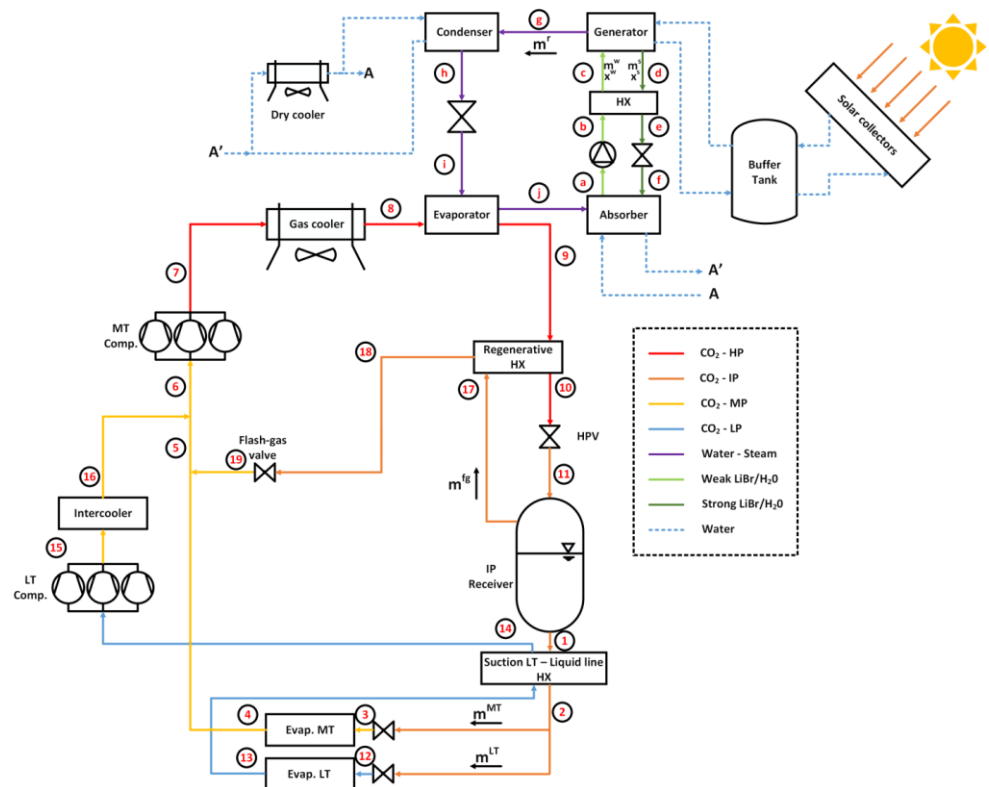 g
Condenser
Generator
m^r
A
Dry cooler
A'
h
c
m^w
x^w
m^s
x^s
d
HX
b
e
i
a
f
j
Evaporator
Absorber
Buffer
Tank
Solar collectors
A'
A
8
Gas cooler
7
9
MT
Comp.
18
Regenerative
HX
17
10
6
HPV
5
Flash-gas
valve
19
11
16
m^fg
Intercooler
15
LT
Comp.
IP
Receiver
14
1
Suction LT – Liquid line
HX
2
4
Evap. MT
3
m^MT
13
Evap. LT
12
m^LT
CO₂ - HP
CO₂ - IP
CO₂ - MP
CO₂ - LP
Water - Steam
Weak LiBr/H₂0
Strong LiBr/H₂0
Water